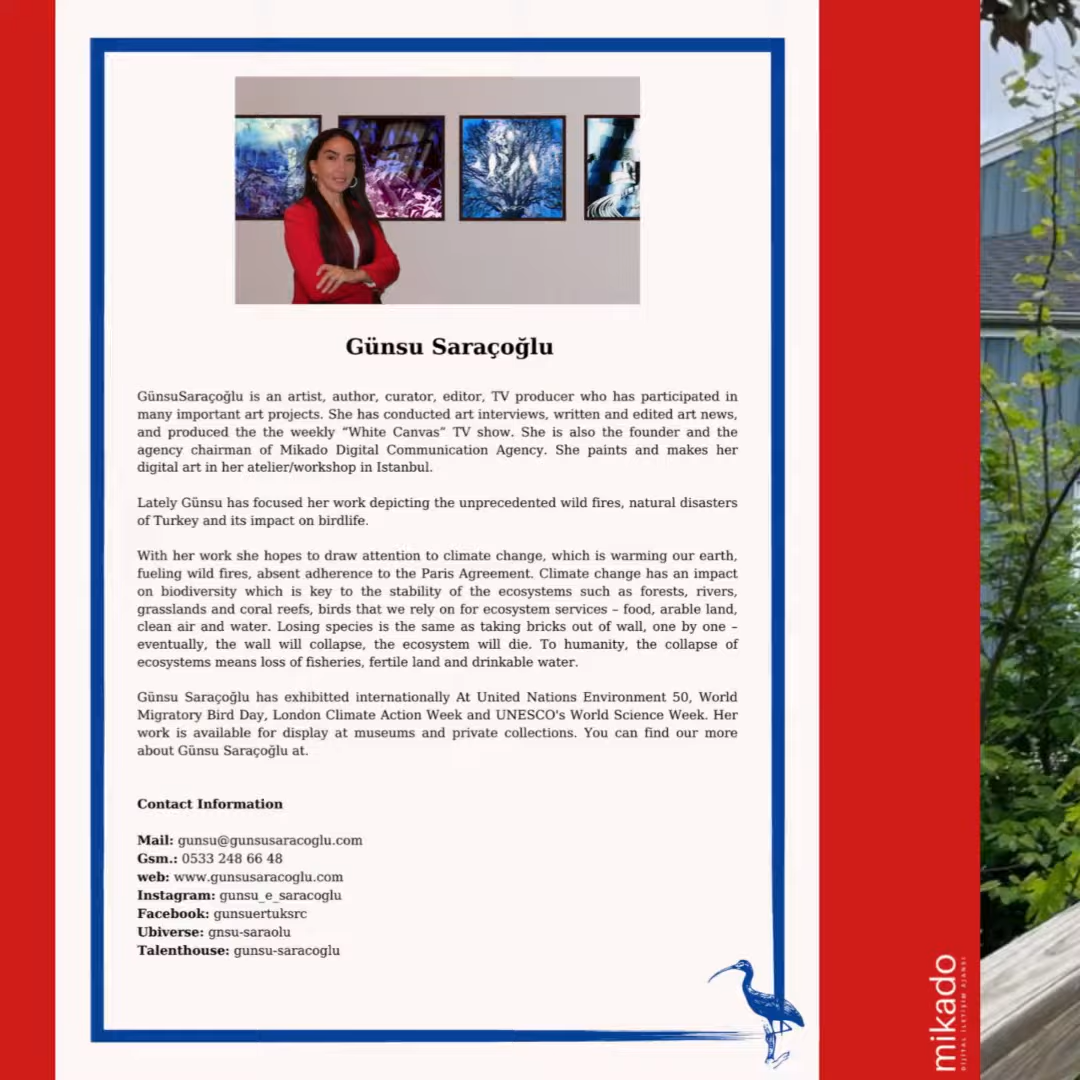 Günsu Saraçoğlu
GünsuSaraçoğlu is an artist, author, curator, editor, TV producer who has participated in
many important art projects. She has conducted art interviews, written and edited art news,
and produced the the weekly “White Canvas” TV show. She is also the founder and the
agency chairman of Mikado Digital Communication Agency. She paints and makes her
digital art in her atelier/workshop in Istanbul.
Lately Günsu has focused her work depicting the unprecedented wild fires, natural disasters
of Turkey and its impact on birdlife.
With her work she hopes to draw attention to climate change, which is warming our earth,
fueling wild fires, absent adherence to the Paris Agreement. Climate change has an impact
on biodiversity which is key to the stability of the ecosystems such as forests, rivers,
grasslands and coral reefs, birds that we rely on for ecosystem services – food, arable land,
clean air and water. Losing species is the same as taking bricks out of wall, one by one –
eventually, the wall will collapse, the ecosystem will die. To humanity, the collapse of
ecosystems means loss of fisheries, fertile land and drinkable water.
Günsu Saraçoğlu has exhibitted internationally At United Nations Environment 50, World
Migratory Bird Day, London Climate Action Week and UNESCO's World Science Week. Her
work is available for display at museums and private collections. You can find our more
about Günsu Saraçoğlu at.
Contact Information
Mail: gunsu@gunsusaracoglu.com
Gsm.: 0533 248 66 48
web: www.gunsusaracoglu.com
Instagram: gunsu_e_saracoglu
Facebook: gunsuertuksrc
Ubiverse: gnsu-saraolu
Talenthouse: gunsu-saracoglu
mikado
DİJİTAL İLETİŞİM AJANSI